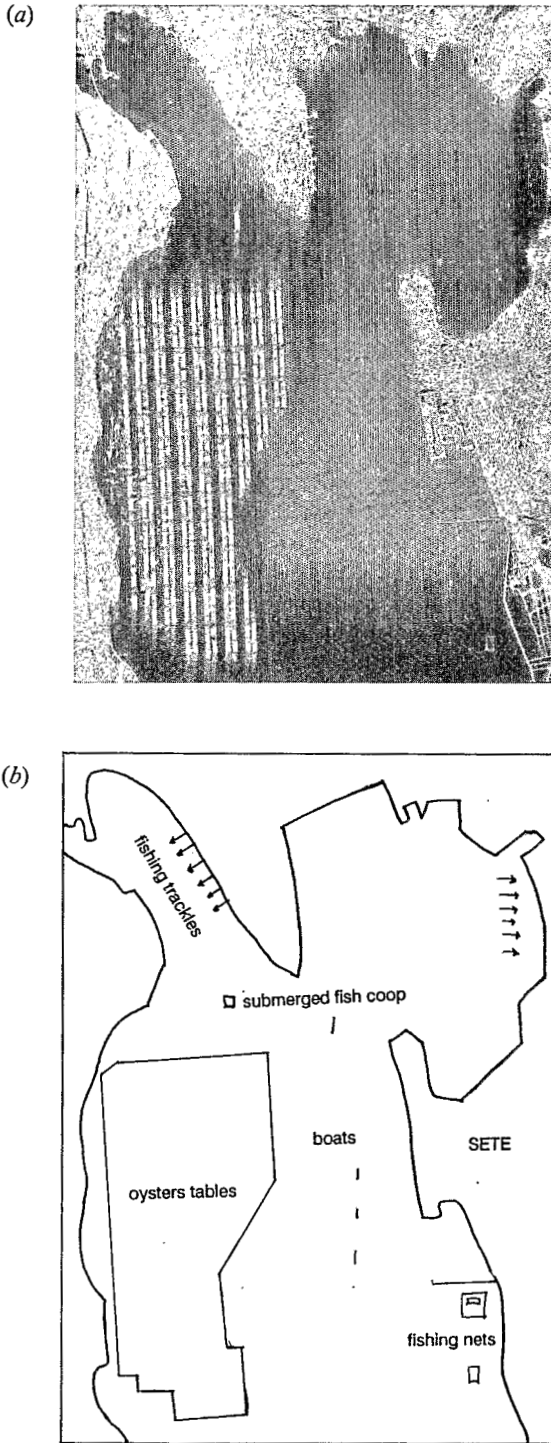 (a)
(b)
fishing trackles
submerged fish coop
boats
SETE
oysters tables
fishing nets